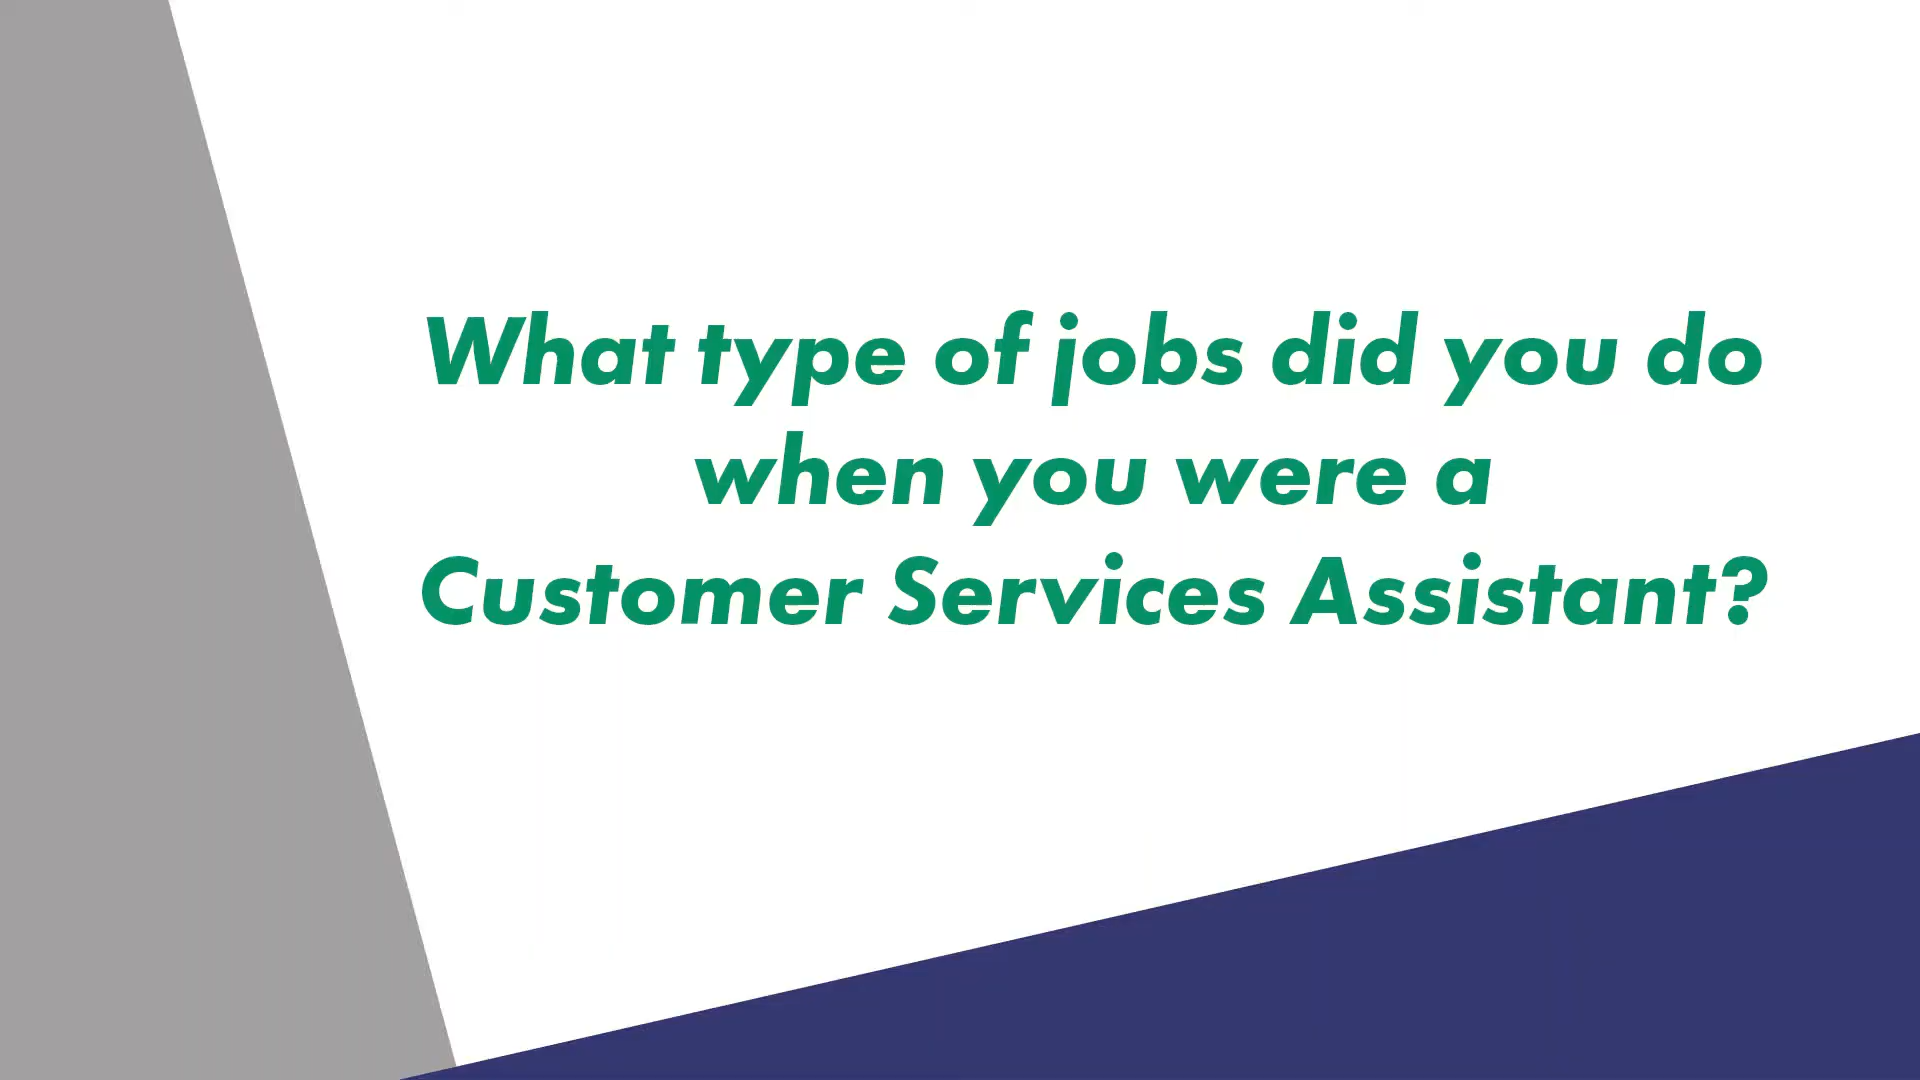 What type of jobs did you do
when you were a
Customer Services Assistant?